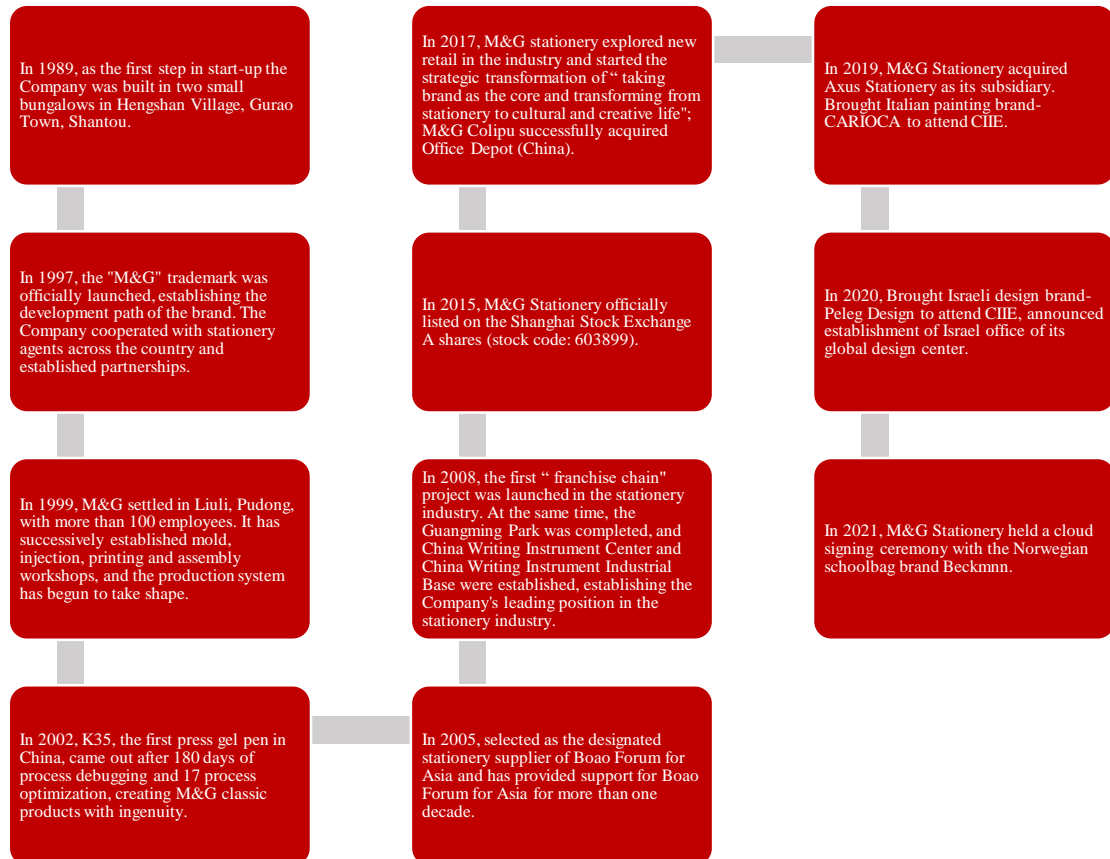 In 1989, as the first step in start-up the
Company was built in two small
bungalows in Hengshan Village, Gurao
Town, Shantou.
In 1997, the "M&G" trademark was
officially launched, establishing the
development path of the brand. The
Company cooperated with stationery
agents across the country and
established partnerships.
In 1999, M&G settled in Liuli, Pudong,
with more than 100 employees. It has
successively established mold,
injection, printing and assembly
workshops, and the production system
has begun to take shape.
In 2002, K35, the first press gel pen in
China, came out after 180 days of
process debugging and 17 process
optimization, creating M&G classic
products with ingenuity.
In 2005, selected as the designated
stationery supplier of Boao Forum for
Asia and has provided support for Boao
Forum for Asia for more than one
decade.
In 2008, the first “ franchise chain"
project was launched in the stationery
industry. At the same time, the
Guangming Park was completed, and
China Writing Instrument Center and
China Writing Instrument Industrial
Base were established, establishing the
Company's leading position in the
stationery industry.
In 2015, M&G Stationery officially
listed on the Shanghai Stock Exchange
A shares (stock code: 603899).
In 2017, M&G stationery explored new
retail in the industry and started the
strategic transformation of “ taking
brand as the core and transforming from
stationery to cultural and creative life";
M&G Colipu successfully acquired
Office Depot (China).
In 2019, M&G Stationery acquired
Axus Stationery as its subsidiary.
Brought Italian painting brand-
CARIOCA to attend CIIE.
In 2020, Brought Israeli design brand-
Peleg Design to attend CIIE, announced
establishment of Israel office of its
global design center.
In 2021, M&G Stationery held a cloud
signing ceremony with the Norwegian
schoolbag brand Beckmnn.